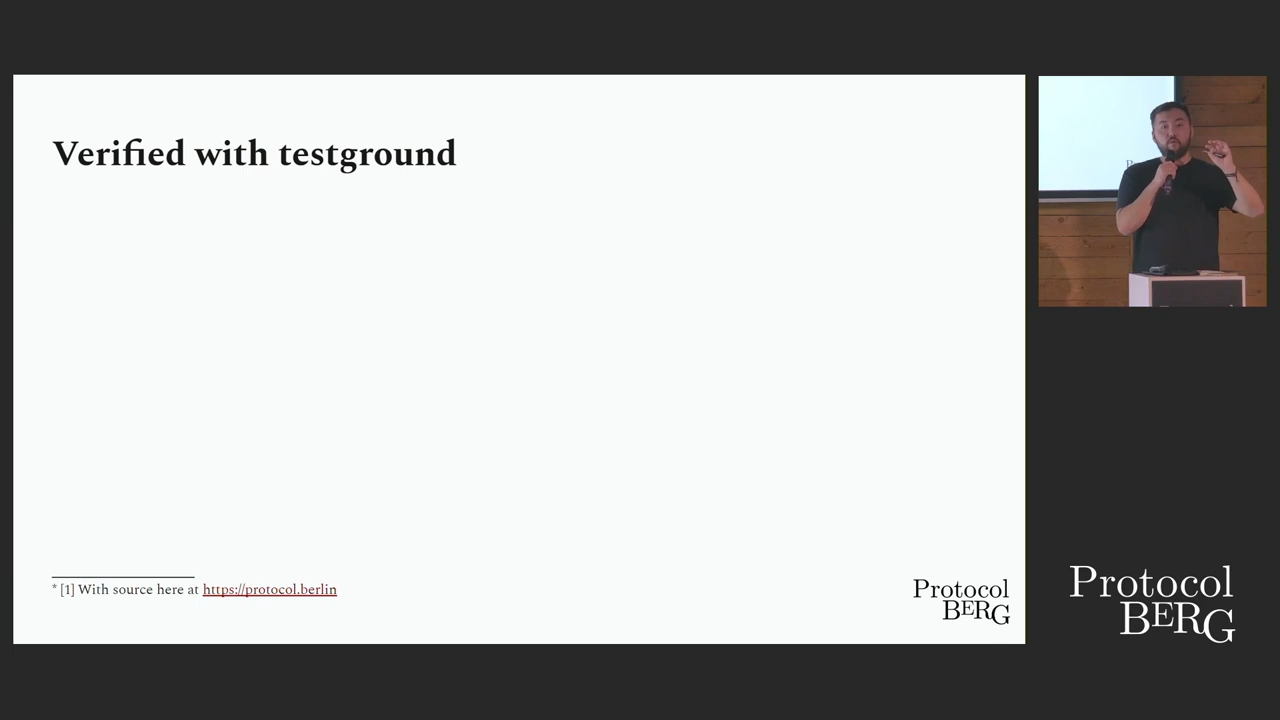 Verified with testground
* [1] With source here at https://protocol.berlin
Protocol
BERG
Protocol
BERG